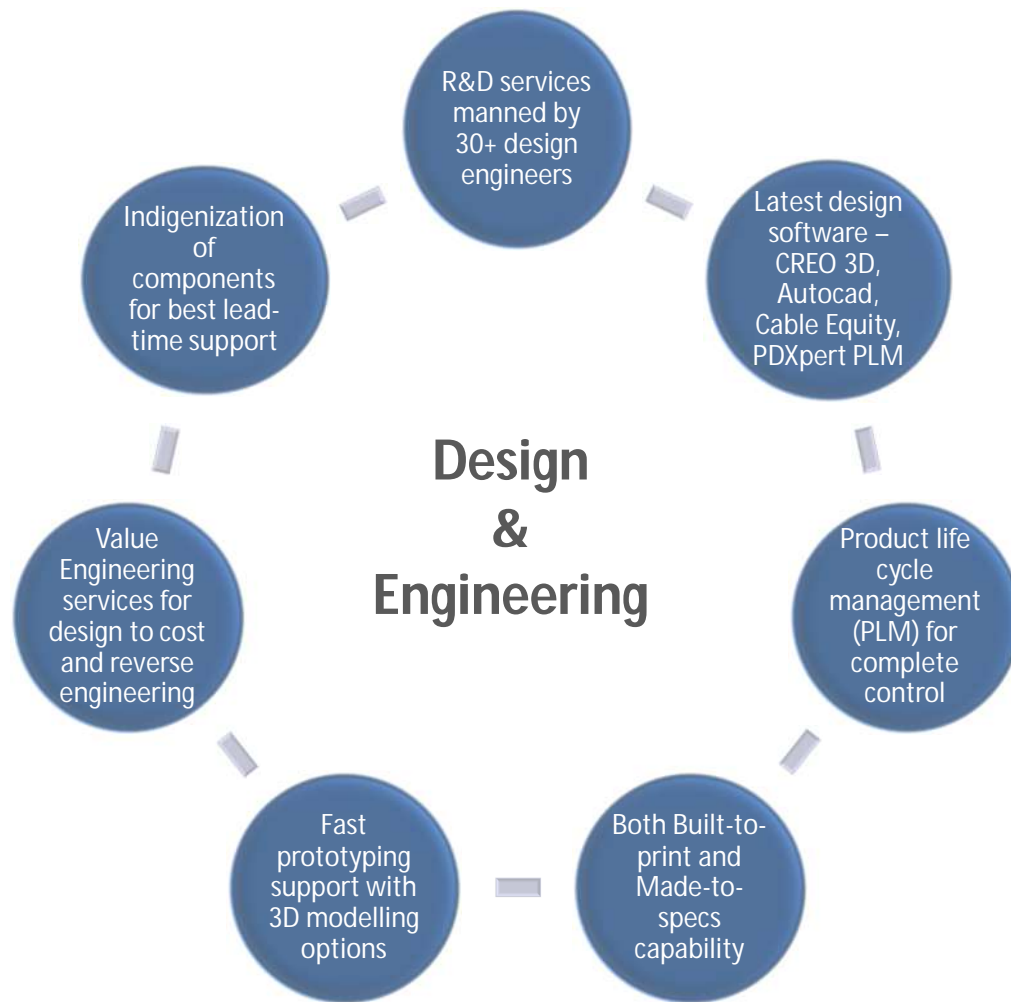 R&D services
manned by
30+ design
engineers
Latest design
software –
CREO 3D,
Autocad,
Cable Equity,
PDXpert PLM
Product life
cycle
management
(PLM) for
complete
control
Both Built-to-
print and
Made-to-
specs
capability
Fast
prototyping
support with
3D modelling
options
Value
Engineering
services for
design to cost
and reverse
engineering
Indigenization
of
components
for best lead-
time support
Design
&
Engineering